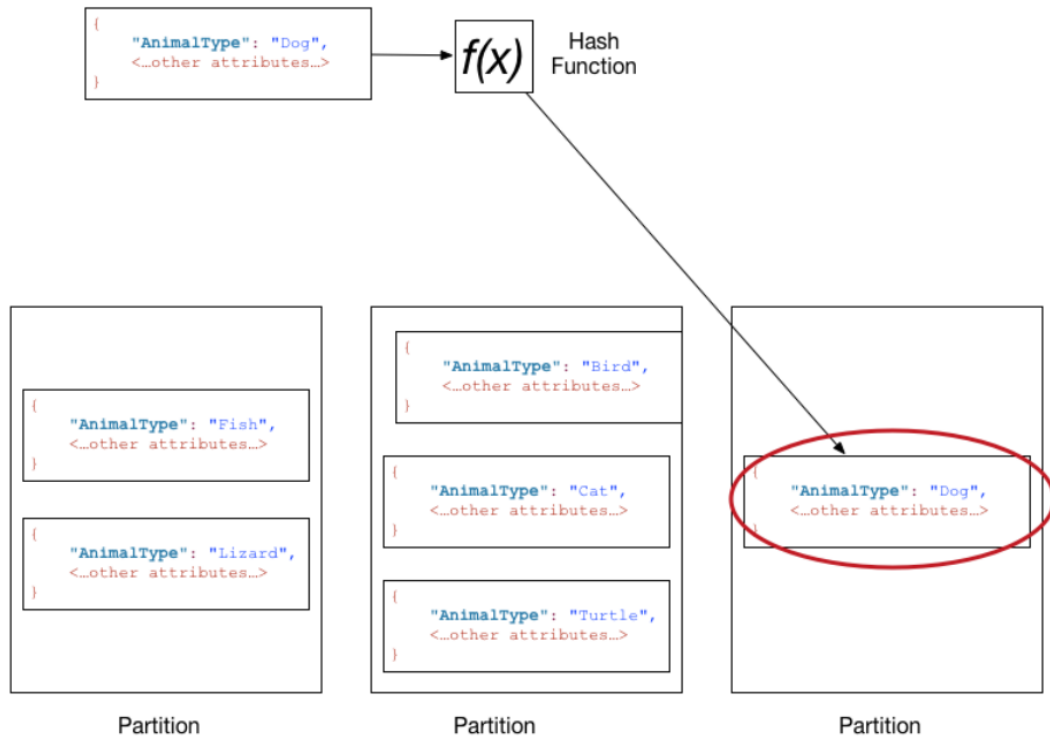 {
"AnimalType": "Dog",
<...other attributes...>
}
f(x)
Hash
Function
{
"AnimalType": "Fish",
<...other attributes...>
}
{
"AnimalType": "Lizard",
<...other attributes...>
}
Partition
{
"AnimalType": "Bird",
<...other attributes...>
}
{
"AnimalType": "Cat",
<...other attributes...>
}
{
"AnimalType": "Turtle",
<...other attributes...>
}
Partition
{
"AnimalType": "Dog",
<...other attributes...>
}
Partition